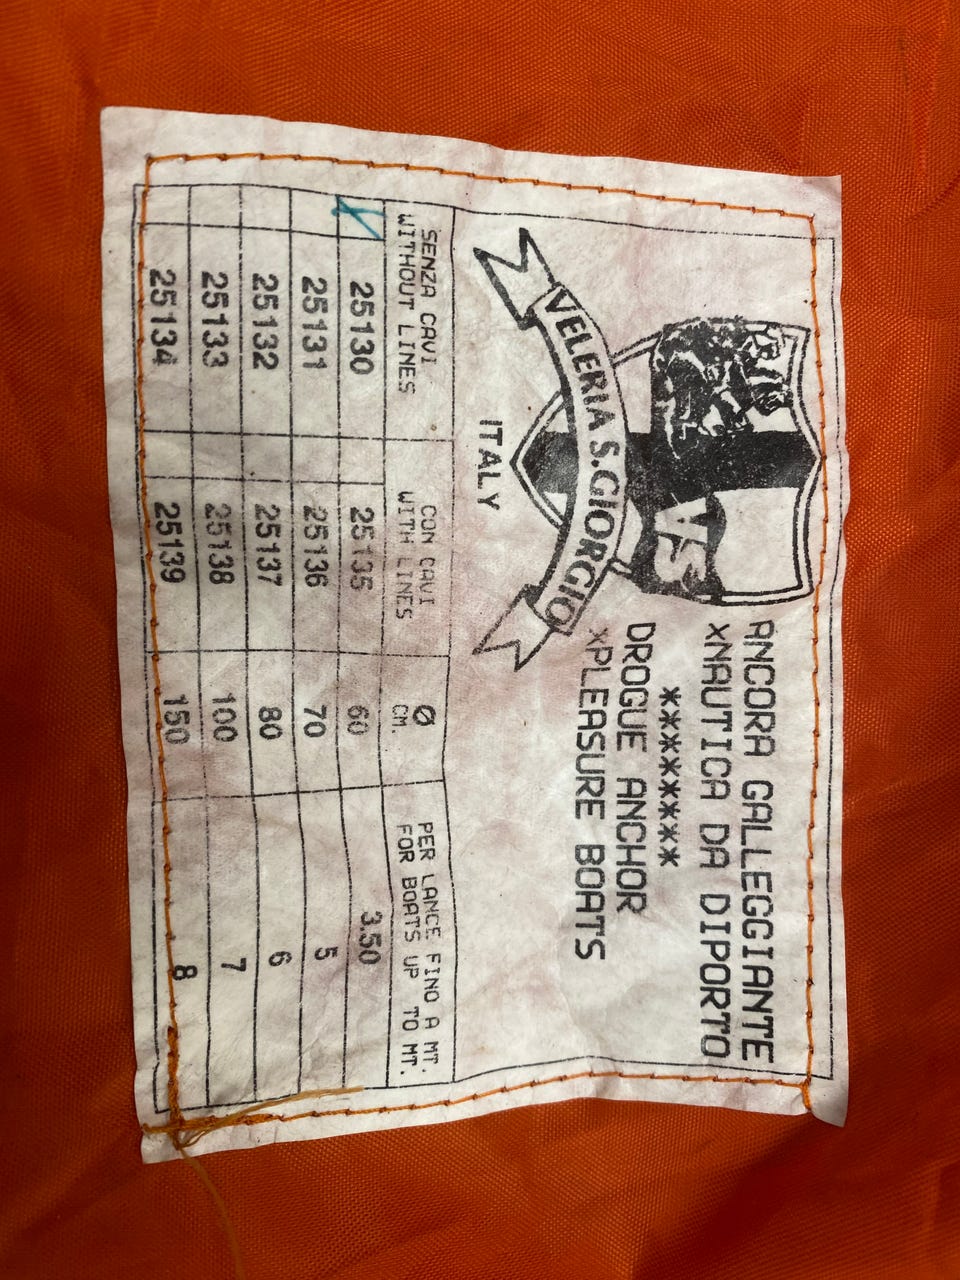 VS
VELERIA S.GIORGIO
ITALY
ANCORA GALLEGGIANTE
xNAUTICA DA DIPORTO
********
DROGUE ANCHOR
xPLEASURE BOATS
SENZA CAVI
WITHOUT LINES
CON CAVI
WITH LINES
Ø
CM.
PER LANCE FINO A MT.
FOR BOATS UP TO MT.
25130 25135 60 3.50
25131 25136 70 5
25132 25137 80 6
25133 25138 100 7
25134 25139 150 8